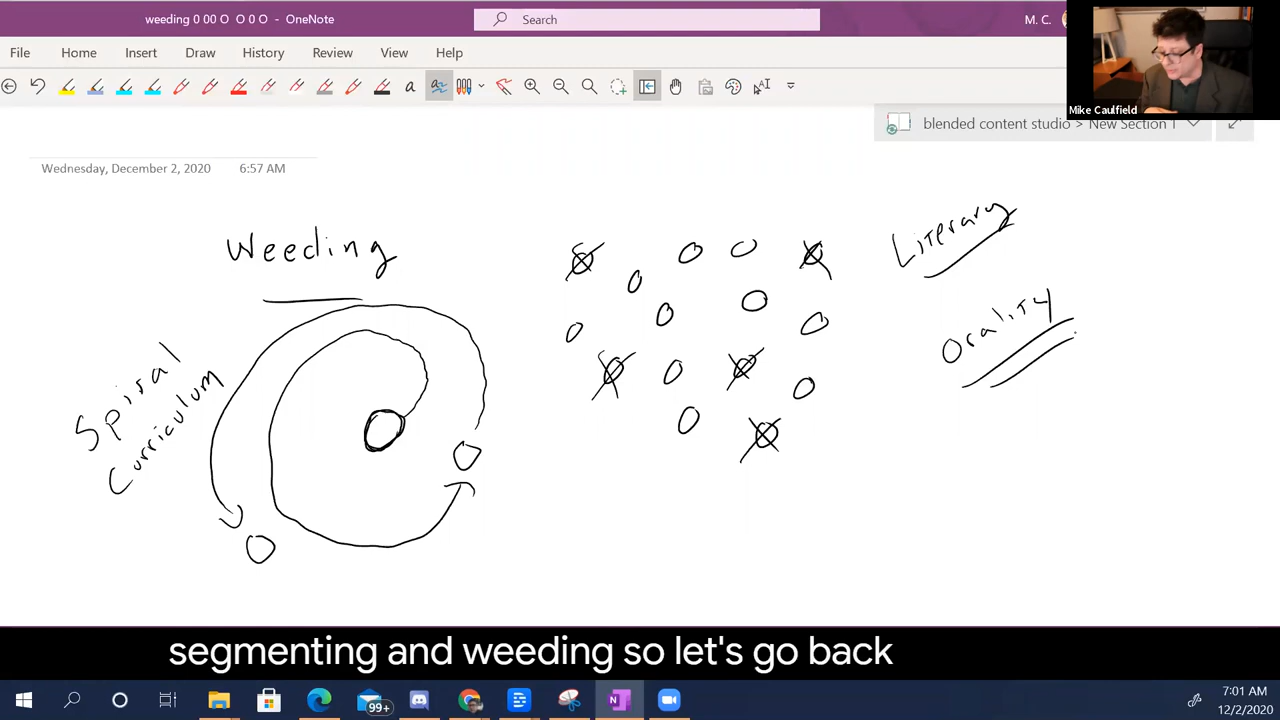 weeding 0 00 O O 0 O - OneNote
Search
M. C.
File Home Insert Draw History Review View Help
Mike Caulfield
blended content studio > New Section 1
Wednesday, December 2, 2020 6:57 AM
Weeding
Literary
Orality
Spiral
Curriculum
segmenting and weeding so let's go back
99+
7:01 AM
12/2/2020